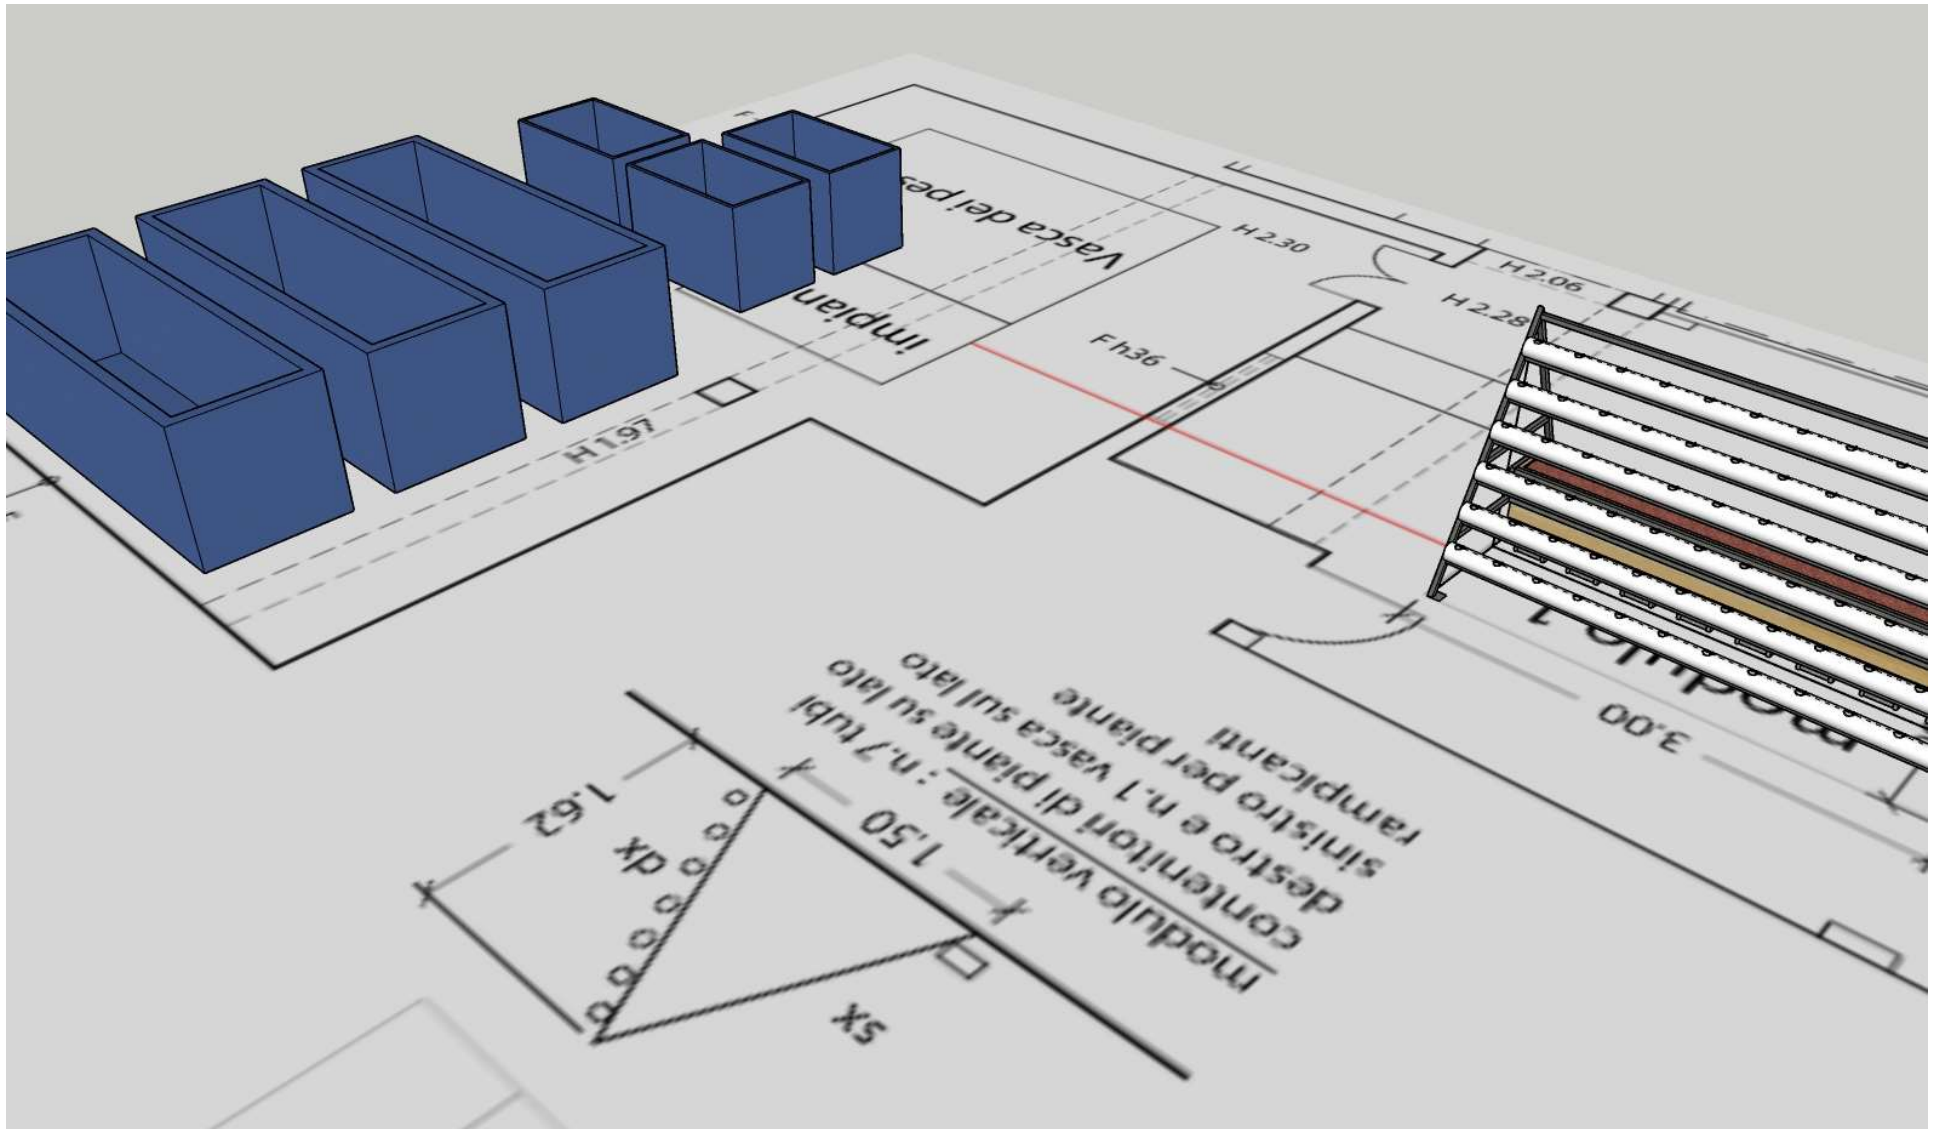 Vasca dei pes
impian
H 2.30
H 2.06
H 2.28
F h36
H 1.97
modulo 1
3.00
modulo verticale : n.7 tubi
contenitori di piante su lato
destro e n.1 vasca sul lato
sinistro per piante
rampicanti
1.62
1.50
dx
sx